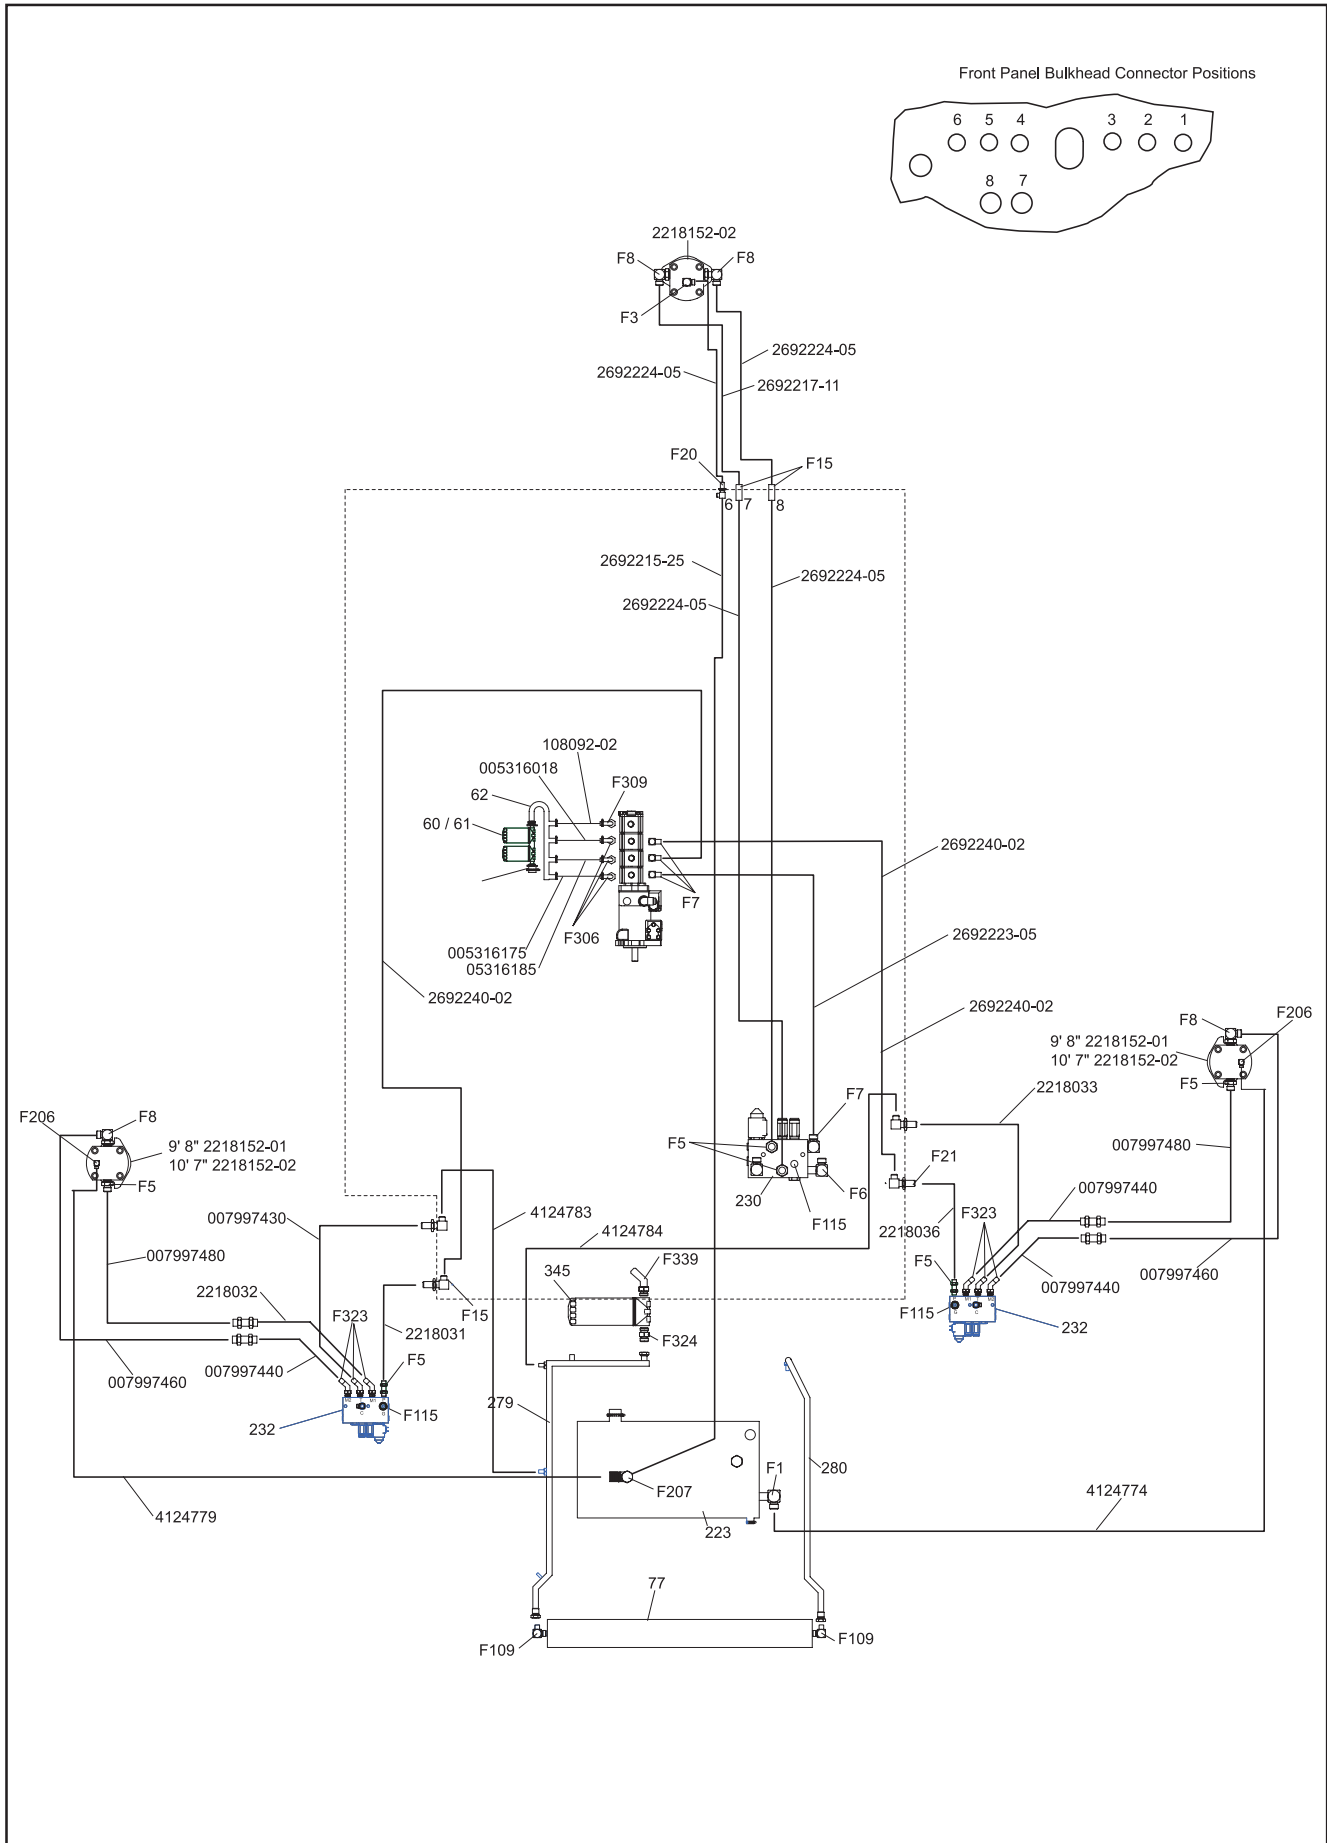 Front Panel Bulkhead Connector Positions
6 5 4 3 2 1
8 7
2218152-02
F8 F8
F3
2692224-05
2692224-05
2692217-11
F20 F15
6 7 8
2692215-25
2692224-05
2692224-05
108092-02
005316018
F309
62
60 / 61
2692240-02
F7
F306
2692223-05
005316175
05316185
2692240-02
2692240-02
F8 F206
9' 8" 2218152-01
10' 7" 2218152-02
F5
2218033
F7
F206 F8
9' 8" 2218152-01
10' 7" 2218152-02
F5
F5
007997480
F21
F6
230
007997440
007997430
4124783
F115
2218036
F323
4124784
007997480
F339
345
F5
007997440
007997460
2218032
F323
F15
F115
232
2218031
F324
F5
007997440
007997460
279
232
F115
F1
280
F207
4124774
4124779
223
77
F109 F109